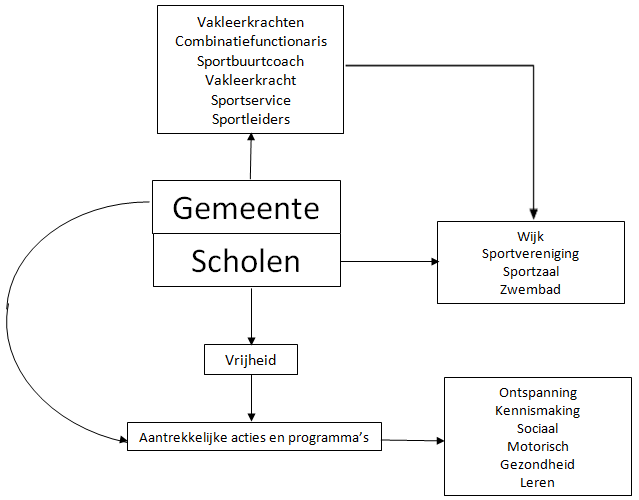 Vakleerkrachten
Combinatiefunctionaris
Sportbuurtcoach
Vakleerkracht
Sportservice
Sportleiders
Gemeente
Scholen
Wijk
Sportvereniging
Sportzaal
Zwembad
Vrijheid
Aantrekkelijke acties en programma’s
Ontspanning
Kennismaking
Sociaal
Motorisch
Gezondheid
Leren